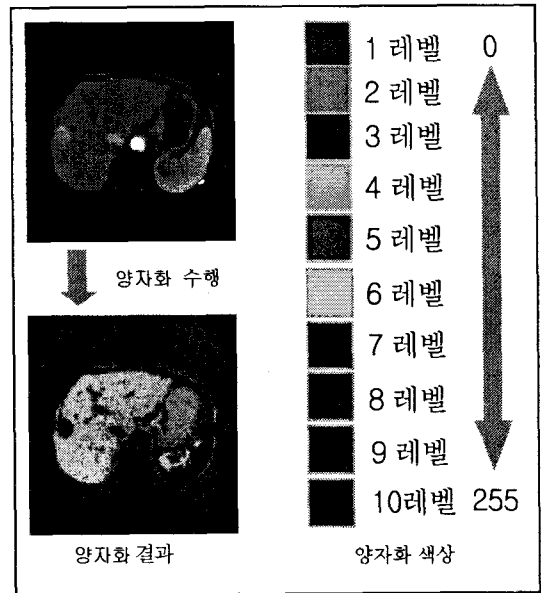 1 레벨 0
2 레벨
3 레벨
4 레벨
5 레벨
6 레벨
7 레벨
8 레벨
9 레벨
10레벨 255
양자화 수행
양자화 결과
양자화 색상